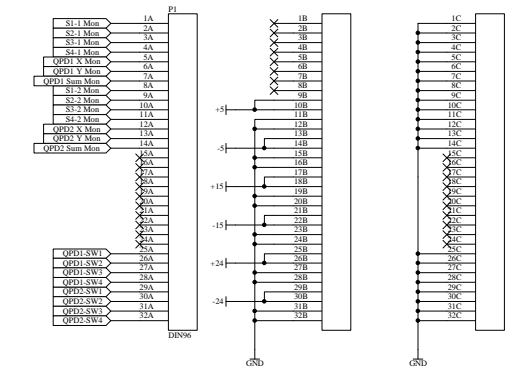 P1
S1-1 Mon 1A
S2-1 Mon 2A
S3-1 Mon 3A
S4-1 Mon 4A
QPD1 X Mon 5A
QPD1 Y Mon 6A
QPD1 Sum Mon 7A
S1-2 Mon 8A
S2-2 Mon 9A
S3-2 Mon 10A
S4-2 Mon 11A
QPD2 X Mon 12A
QPD2 Y Mon 13A
QPD2 Sum Mon 14A
15A
16A
17A
18A
19A
20A
21A
22A
23A
24A
QPD1-SW1 25A
QPD1-SW2 26A
QPD1-SW3 27A
QPD1-SW4 28A
QPD2-SW1 29A
QPD2-SW2 30A
QPD2-SW3 31A
QPD2-SW4 32A
DIN96
1B
2B
3B
4B
5B
6B
7B
8B
9B
+5 10B
11B
12B
13B
-5 14B
15B
16B
17B
+15 18B
19B
20B
21B
-15 22B
23B
24B
25B
+24 26B
27B
28B
29B
-24 30B
31B
32B
GND
1C
2C
3C
4C
5C
6C
7C
8C
9C
10C
11C
12C
13C
14C
15C
16C
17C
18C
19C
20C
21C
22C
23C
24C
25C
26C
27C
28C
29C
30C
31C
32C
GND